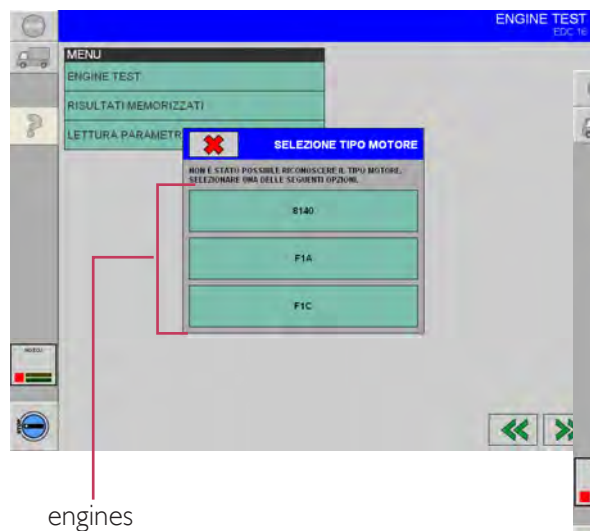 ENGINE TEST
EDC 16
MENU
ENGINE TEST
RISULTATI MEMORIZZATI
LETTURA PARAMETR
SELEZIONE TIPO MOTORE
NON È STATO POSSIBILE RICONOSCERE IL TIPO MOTORE.
SELEZIONARE UNA DELLE SEGUENTI OPZIONI.
8140
F1A
F1C
STOP
engines